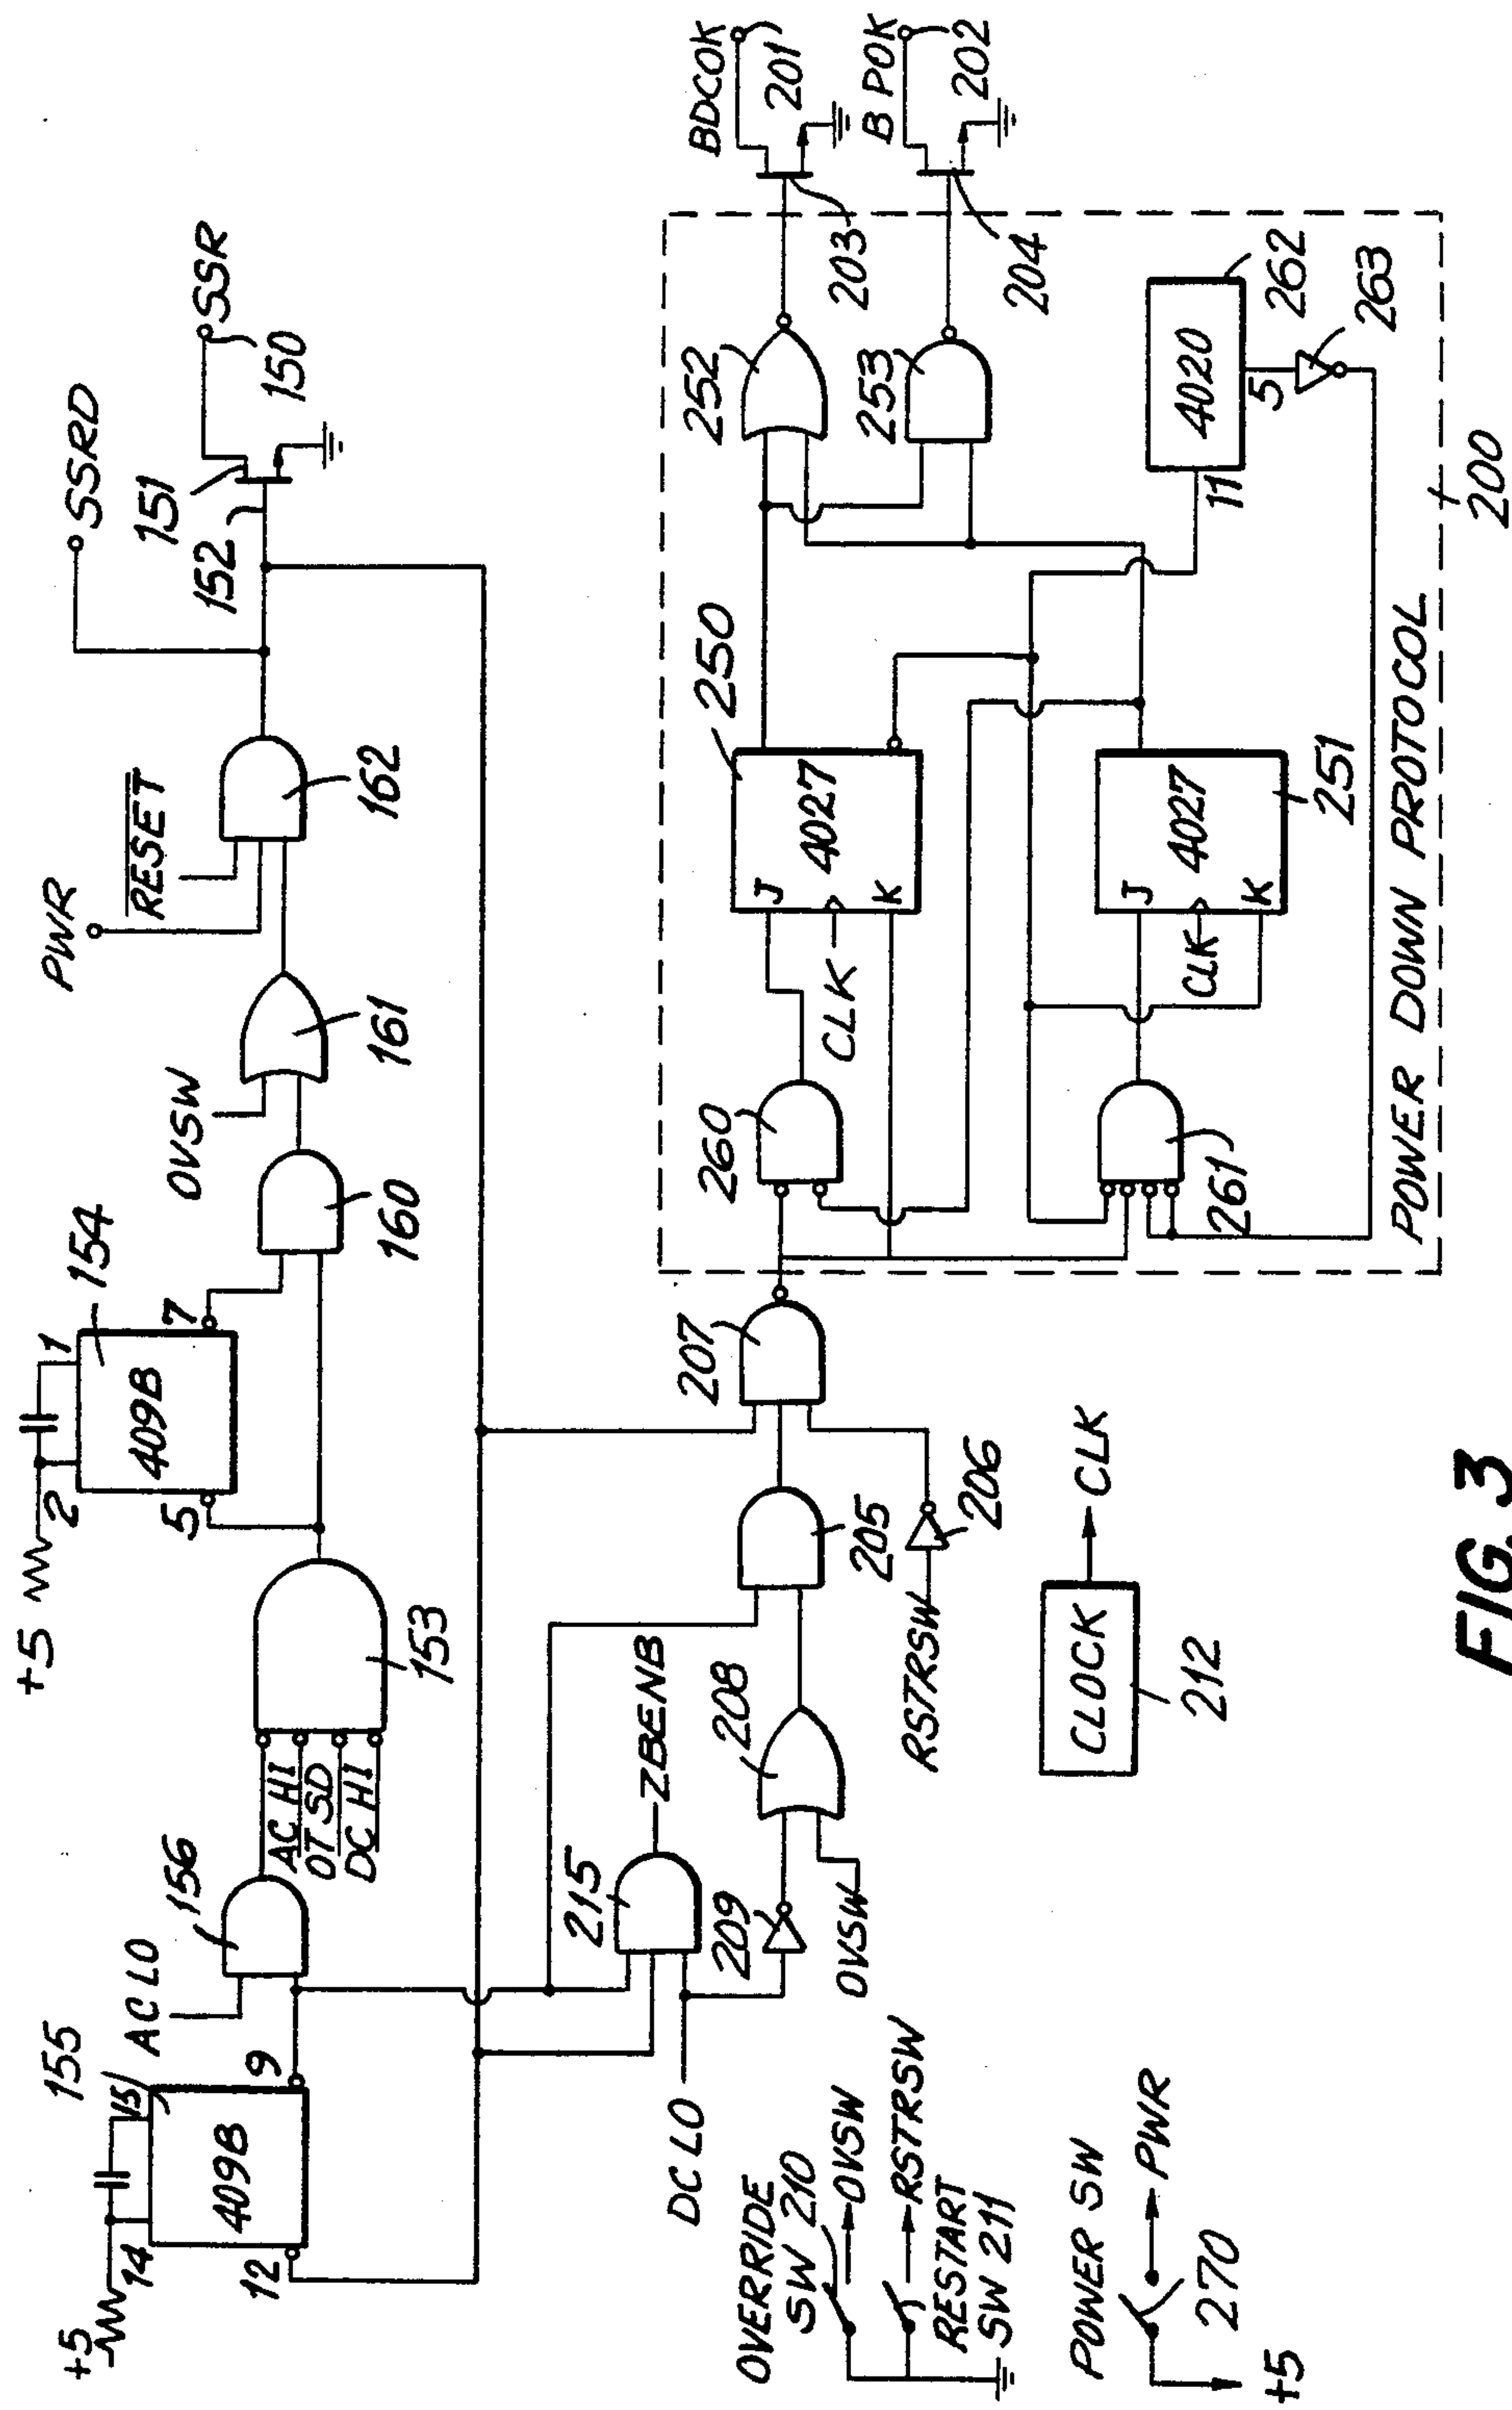 +5
155
14
15
409B
12
9
AC LO
156
AC HI
OT SD
DC HI
153
+5
2
1
154
409B
5
7
160
OVSW
161
PWR
RESET
162
SSRD
152
151
SSR
150
DC LO
215
ZBENB
209
208
OVSW
205
RSTRSW
206
207
OVERRIDE
SW 210
OVSW
RSTRSW
RESTART
SW 211
POWER SW
PWR
270
+5
CLOCK
CLK
212
260
CLK
J
4027
K
250
261
CLK
J
4027
K
251
252
253
4020
11
5
262
263
203
204
BDCOK
201
B POK
202
POWER DOWN PROTOCOL
200
FIG. 3